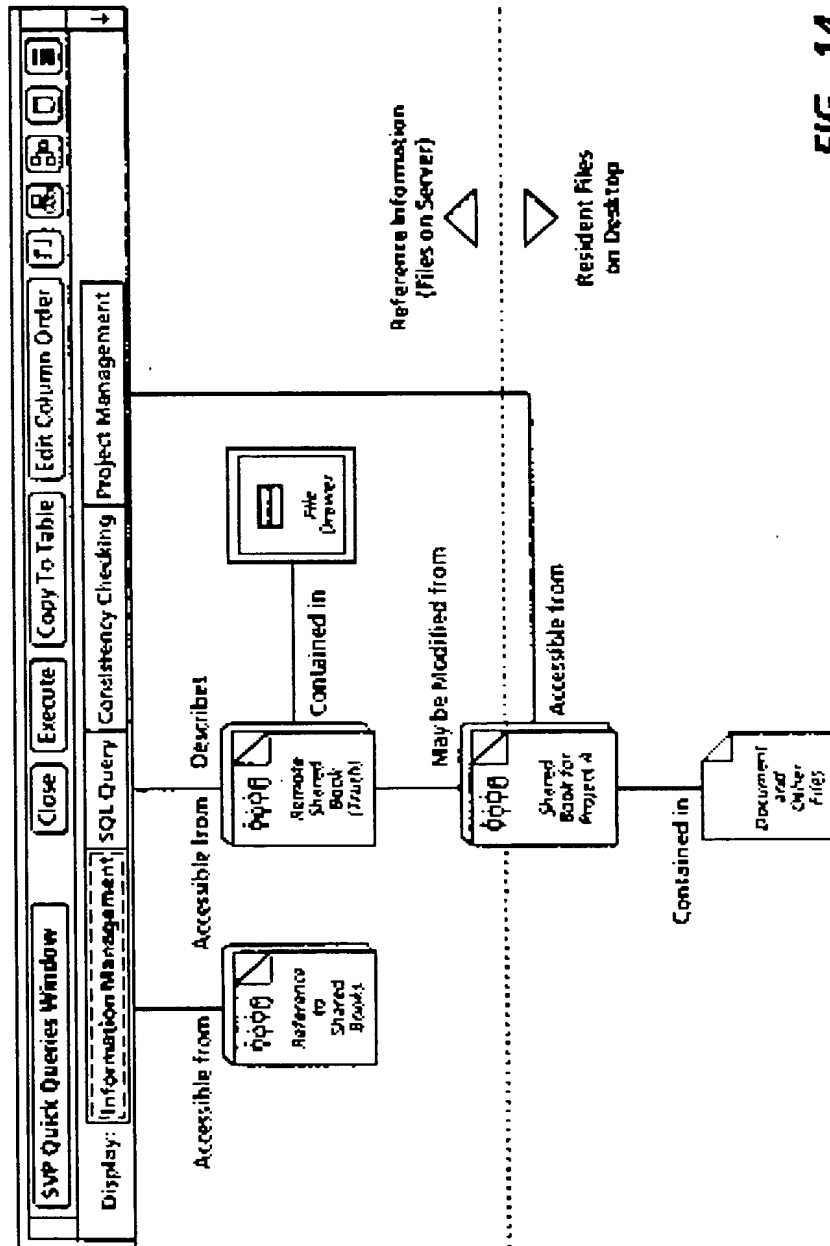 SVP Quick Queries Window
Close
Execute
Copy To Table
Edit Column Order
Display:
Information Management
SQL Query
Consistency Checking
Project Management
Accessible from
Accessible from
Describes
Reference
to
Shared
Books
Remote
Shared
Book
(Truth)
Contained in
File
Drawer
Reference Information
(Files on Server)
May be Modified from
Resident Files
on Desktop
Shared
Book for
Project A
Accessible from
Contained in
Document
and
Other
Files
FIG. 14